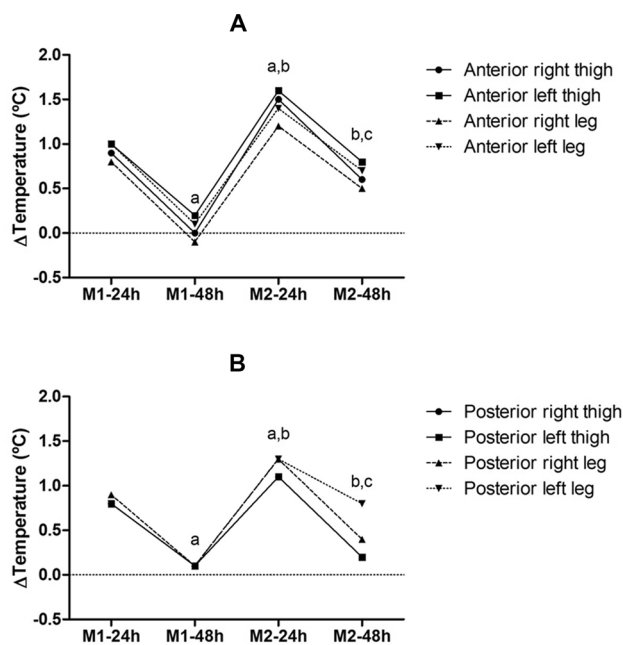 A
ΔTemperature (ºC)
2.0
1.5
1.0
0.5
0.0
-0.5
a
a,b
b,c
M1-24h M1-48h M2-24h M2-48h
Anterior right thigh
Anterior left thigh
Anterior right leg
Anterior left leg
B
ΔTemperature (ºC)
2.0
1.5
1.0
0.5
0.0
-0.5
a
a,b
b,c
M1-24h M1-48h M2-24h M2-48h
Posterior right thigh
Posterior left thigh
Posterior right leg
Posterior left leg